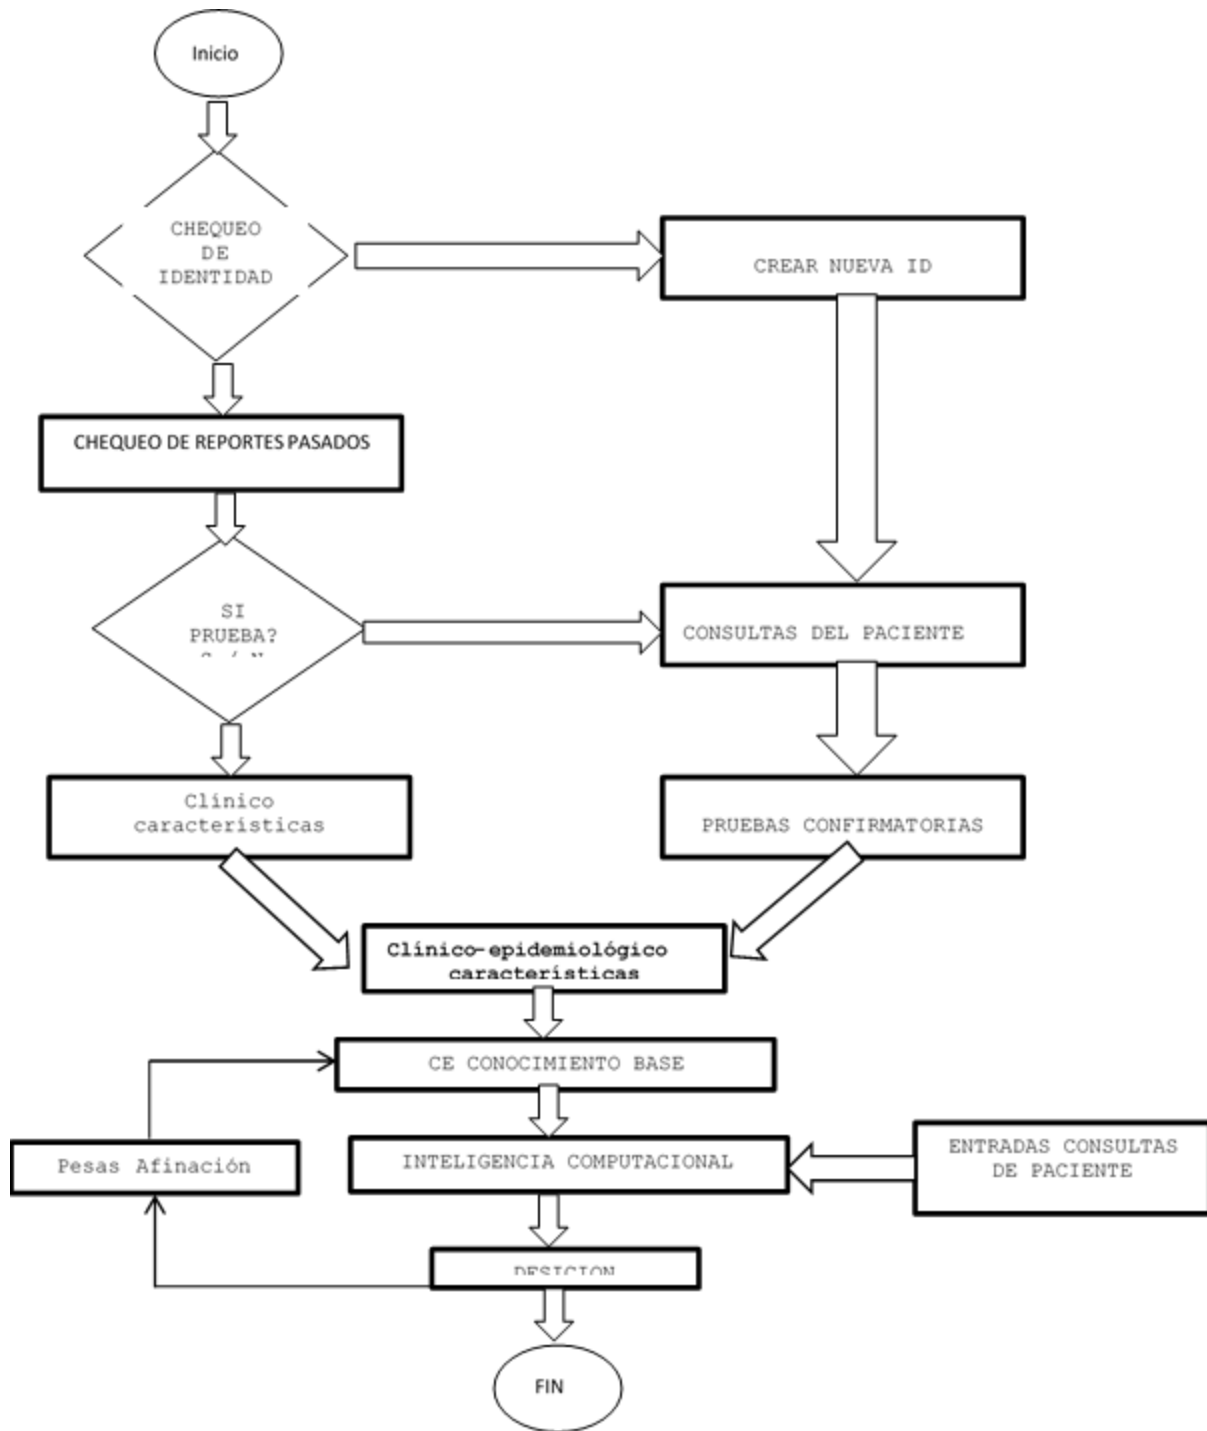 Inicio
CHEQUEO
DE
IDENTIDAD
CREAR NUEVA ID
CHEQUEO DE REPORTES PASADOS
SI
PRUEBA?
CONSULTAS DEL PACIENTE
Clínico
características
PRUEBAS CONFIRMATORIAS
Clínico-epidemiológico
características
CE CONOCIMIENTO BASE
Pesas Afinación
INTELIGENCIA COMPUTACIONAL
ENTRADAS CONSULTAS
DE PACIENTE
DESICION
FIN